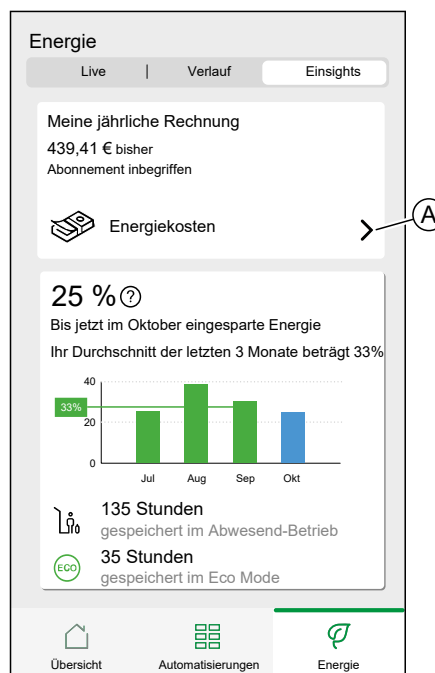 Energie
Live | Verlauf Einsights
Meine jährliche Rechnung
439,41 € bisher
Abonnement inbegriffen
Energiekosten
A
25 % ?
Bis jetzt im Oktober eingesparte Energie
Ihr Durchschnitt der letzten 3 Monate beträgt 33%
40
33%
20
0
Jul Aug Sep Okt
135 Stunden
gespeichert im Abwesend-Betrieb
ECO
35 Stunden
gespeichert im Eco Mode
Übersicht Automatisierungen Energie